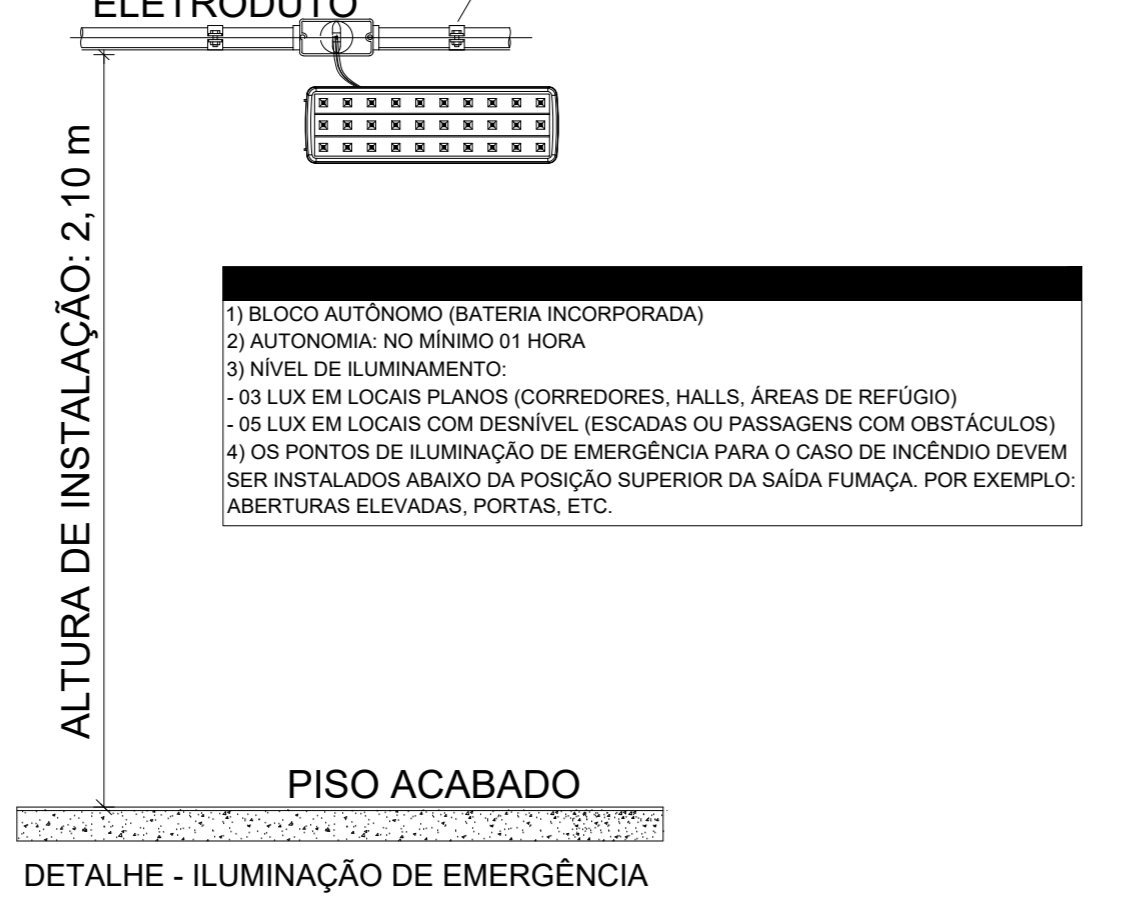 ELETRODUTO
ALTURA DE INSTALAÇÃO: 2,10 m
1) BLOCO AUTÔNOMO (BATERIA INCORPORADA)
2) AUTONOMIA: NO MÍNIMO 01 HORA
3) NÍVEL DE ILUMINAMENTO:
- 03 LUX EM LOCAIS PLANOS (CORREDORES, HALLS, ÁREAS DE REFÚGIO)
- 05 LUX EM LOCAIS COM DESNÍVEL (ESCADAS OU PASSAGENS COM OBSTÁCULOS)
4) OS PONTOS DE ILUMINAÇÃO DE EMERGÊNCIA PARA O CASO DE INCÊNDIO DEVEM
SER INSTALADOS ABAIXO DA POSIÇÃO SUPERIOR DA SAÍDA FUMAÇA. POR EXEMPLO:
ABERTURAS ELEVADAS, PORTAS, ETC.
PISO ACABADO
DETALHE - ILUMINAÇÃO DE EMERGÊNCIA